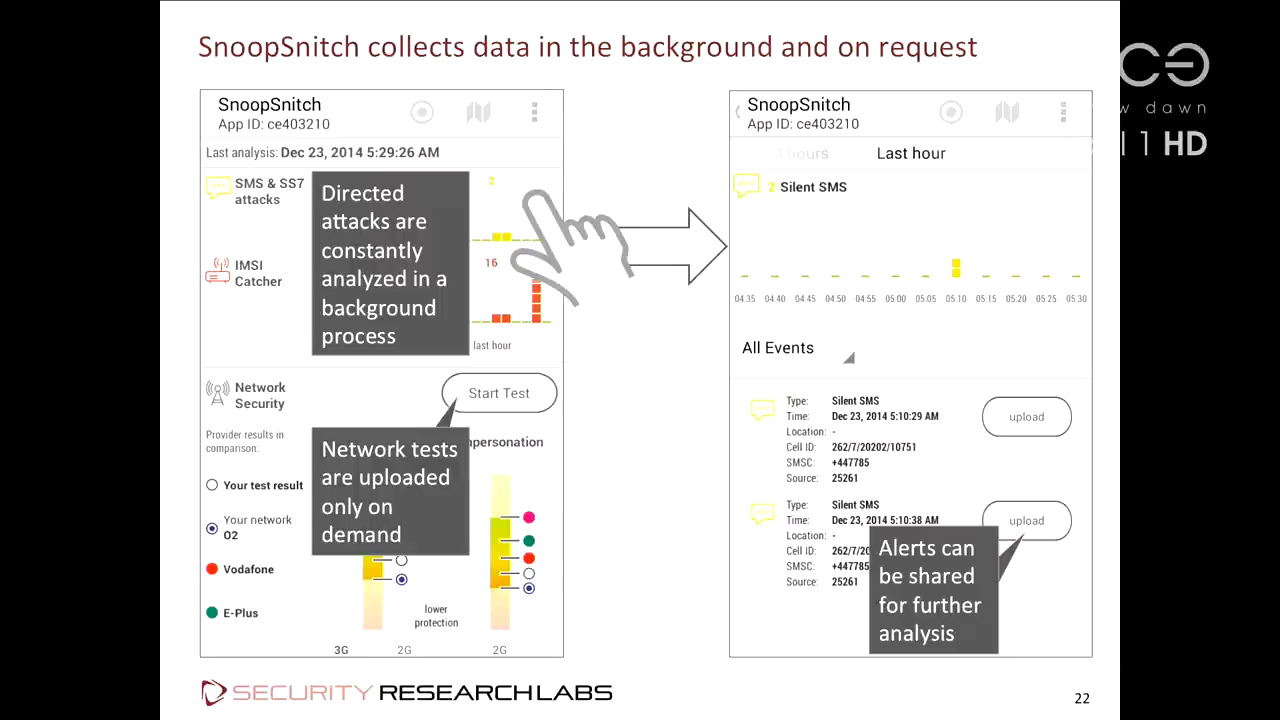 SnoopSnitch collects data in the background and on request
SnoopSnitch
App ID: ce403210
Last analysis: Dec 23, 2014 5:29:26 AM
SMS & SS7
attacks
2
IMSI
Catcher
16
last hour
Directed
attacks are
constantly
analyzed in a
background
process
Network
Security
Start Test
Provider results in
comparison:
personation
Network tests
are uploaded
only on
demand
Your test result
Your network
O2
Vodafone
E-Plus
lower
protection
3G
2G
2G
SnoopSnitch
App ID: ce403210
hours
Last hour
2 Silent SMS
04.35 04.40 04.45 04.50 04.55 05.00 05.05 05.10 05.15 05.20 05.25 05.30
All Events
Type: Silent SMS
Time: Dec 23, 2014 5:10:29 AM
Location: -
Cell ID: 262/7/20202/10751
SMSC: +447785
Source: 25261
upload
Type: Silent SMS
Time: Dec 23, 2014 5:10:38 AM
Location: -
Cell ID: 262/7/20
SMSC: +447785
Source: 25261
upload
Alerts can
be shared
for further
analysis
SECURITY RESEARCH LABS
22
w dawn
HD